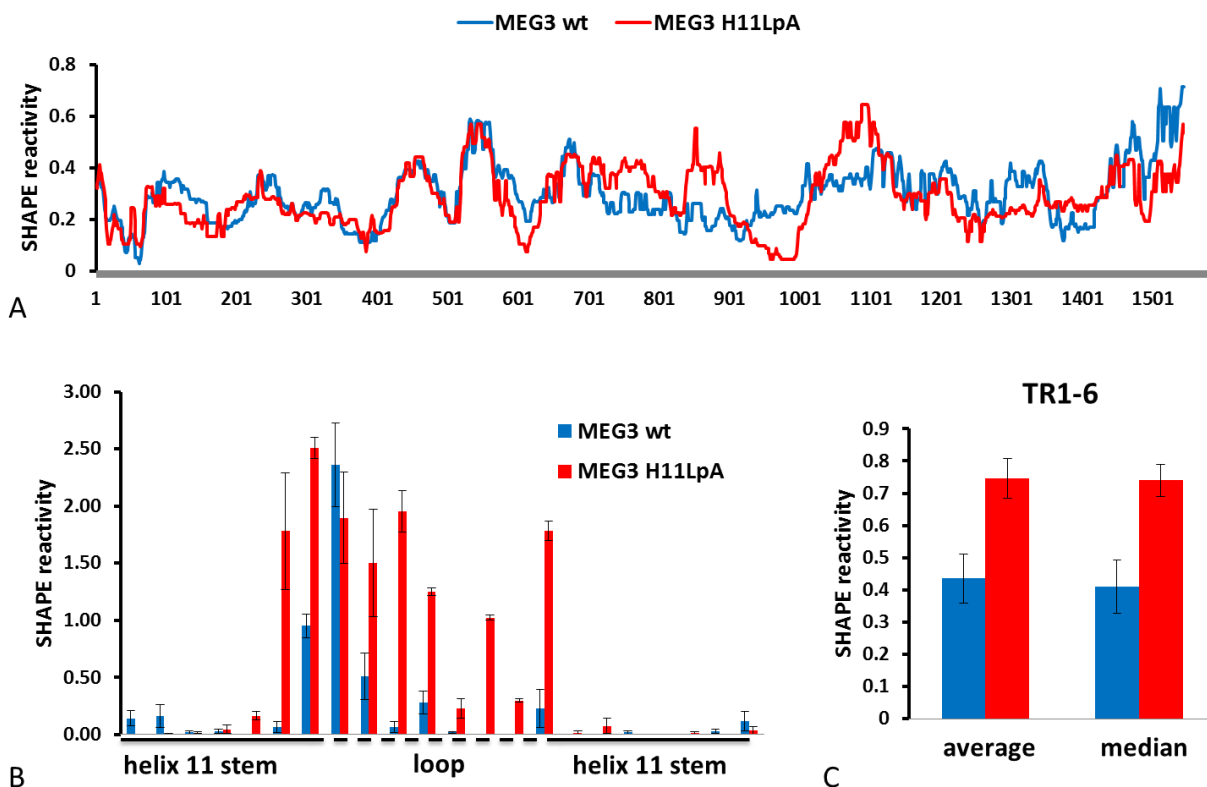 MEG3 wt MEG3 H11LpA
SHAPE reactivity
0.8
0.6
0.4
0.2
0
1 101 201 301 401 501 601 701 801 901 1001 1101 1201 1301 1401 1501
A
SHAPE reactivity
3.00
2.50
2.00
1.50
1.00
0.50
0.00
MEG3 wt
MEG3 H11LpA
helix 11 stem loop helix 11 stem
B
TR1-6
SHAPE reactivity
0.9
0.8
0.7
0.6
0.5
0.4
0.3
0.2
0.1
0
average median
C